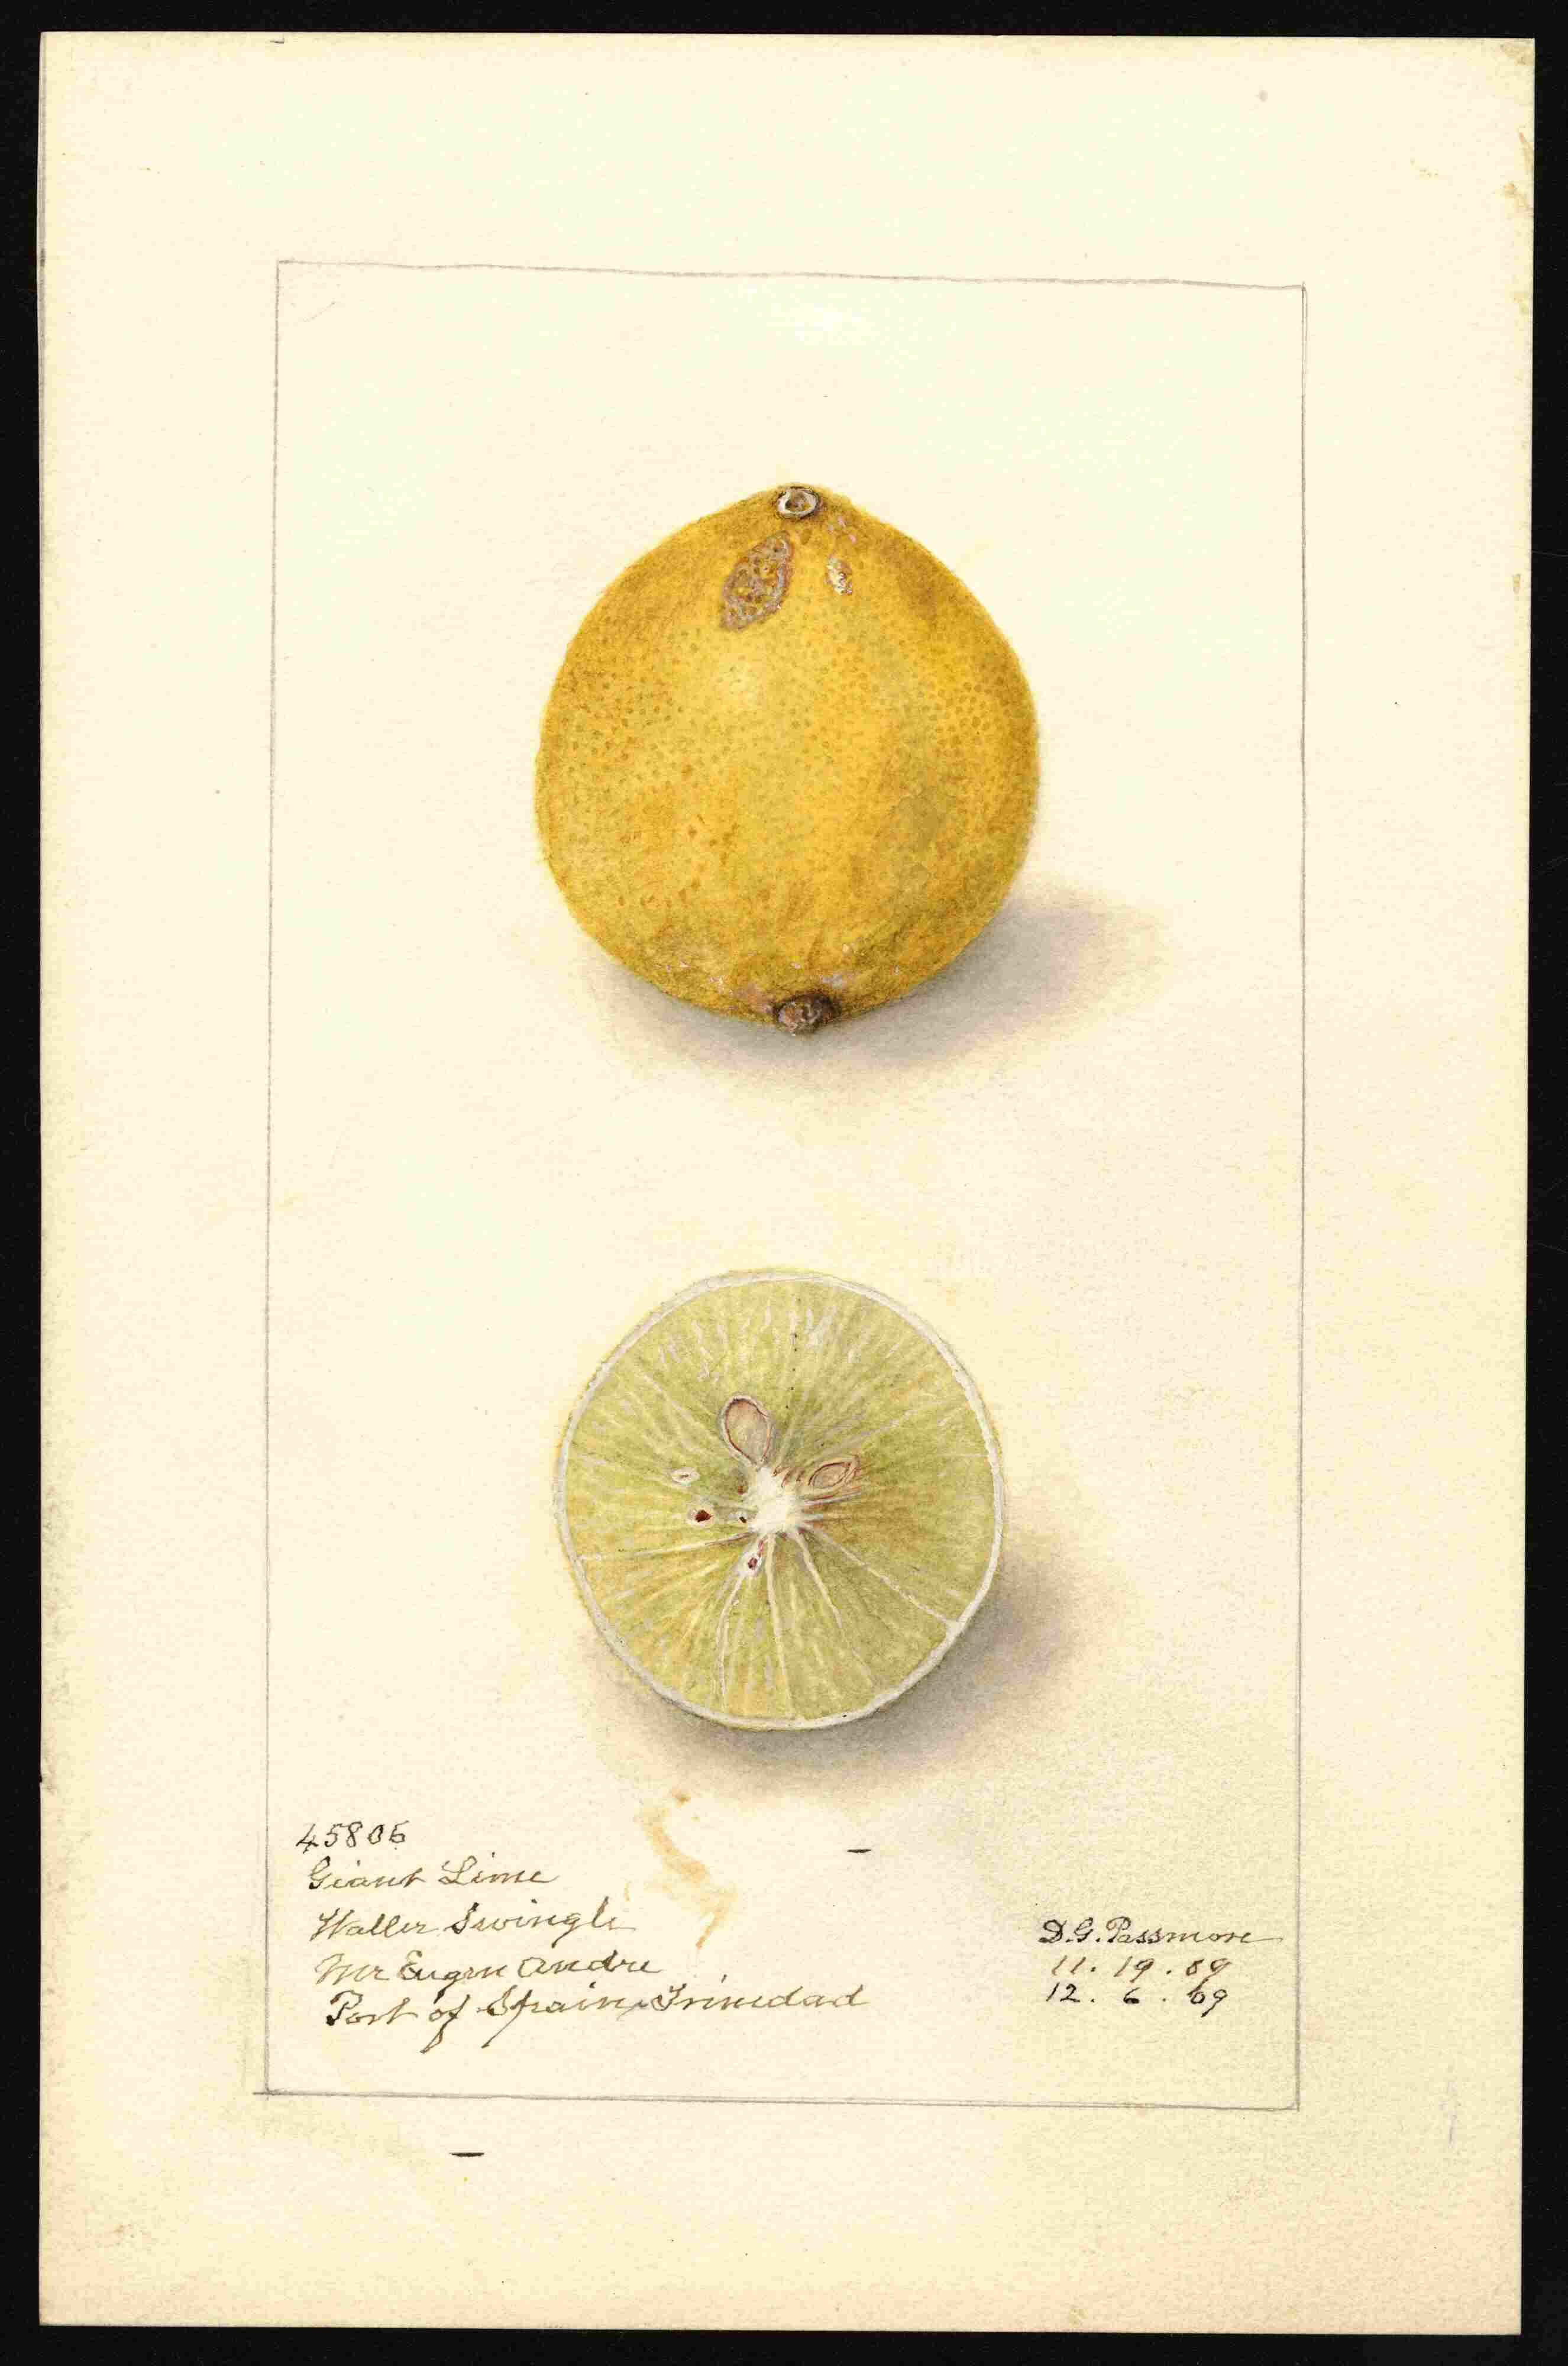 45806
Giant Lime
Walter Swingle
Mr Eugene Andre
Port of Spain, Trinidad
D.G. Passmore
11. 19. 09
12. 6. 09